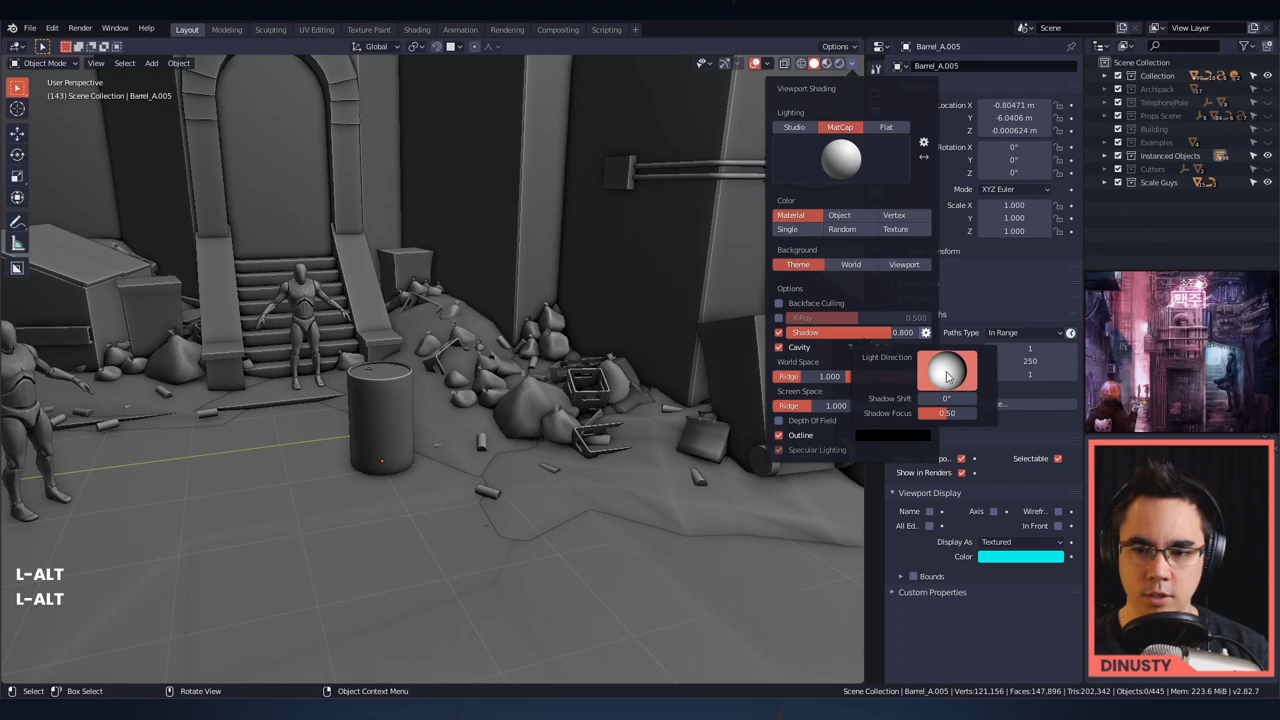 File Edit Render Window Help
Layout Modeling Sculpting UV Editing Texture Paint Shading Animation Rendering Compositing Scripting +
Scene
View Layer
Global
Options
Barrel_A.005
Object Mode View Select Add Object
Barrel_A.005
Scene Collection
User Perspective
(143) Scene Collection | Barrel_A.005
Collection
Archipack
TelephonePole
Props Scene
Building
Examples
Instanced Objects
Cutters
Scale Guys
Viewport Shading
Lighting
Studio MatCap Flat
Color
Material Object Vertex
Single Random Texture
Background
Theme World Viewport
Options
Backface Culling
X-Ray 0.500
Shadow 0.800
Cavity
World Space
Ridge 1.000
Screen Space
Ridge 1.000
Depth Of Field
Outline
Specular Lighting
Light Direction
Shadow Shift 0°
Shadow Focus 0.50
Location X -0.80471 m
Y -6.0406 m
Z -0.000624 m
Rotation X 0°
Y 0°
Z 0°
Mode XYZ Euler
Scale X 1.000
Y 1.000
Z 1.000
Paths Type In Range
1
250
1
Selectable
Show in Renders
Viewport Display
Name Axis Wirefr..
All Ed.. In Front
Display As Textured
Color
Bounds
Custom Properties
맥주
L-ALT
L-ALT
DINUSTY
Select Box Select Rotate View Object Context Menu
Scene Collection | Barrel_A.005 | Verts:121,156 | Faces:147,896 | Tris:202,342 | Objects:0/445 | Mem: 223.6 MiB | v2.82.7